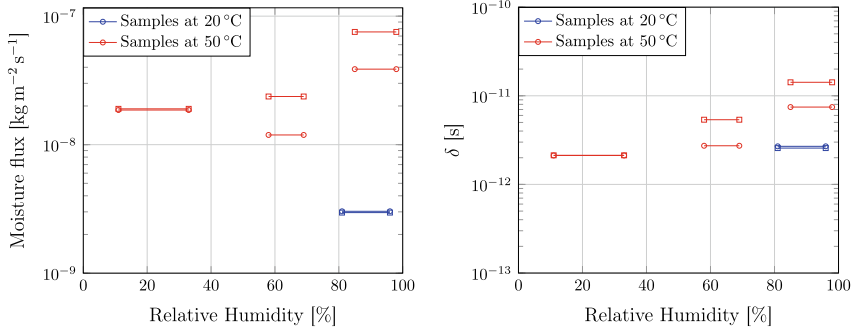 Samples at 20 °C
Samples at 50 °C
10⁻⁷
10⁻⁸
10⁻⁹
Moisture flux [kg m⁻² s⁻¹]
0 20 40 60 80 100
Relative Humidity [%]
Samples at 20 °C
Samples at 50 °C
10⁻¹⁰
10⁻¹¹
10⁻¹²
10⁻¹³
δ [s]
0 20 40 60 80 100
Relative Humidity [%]